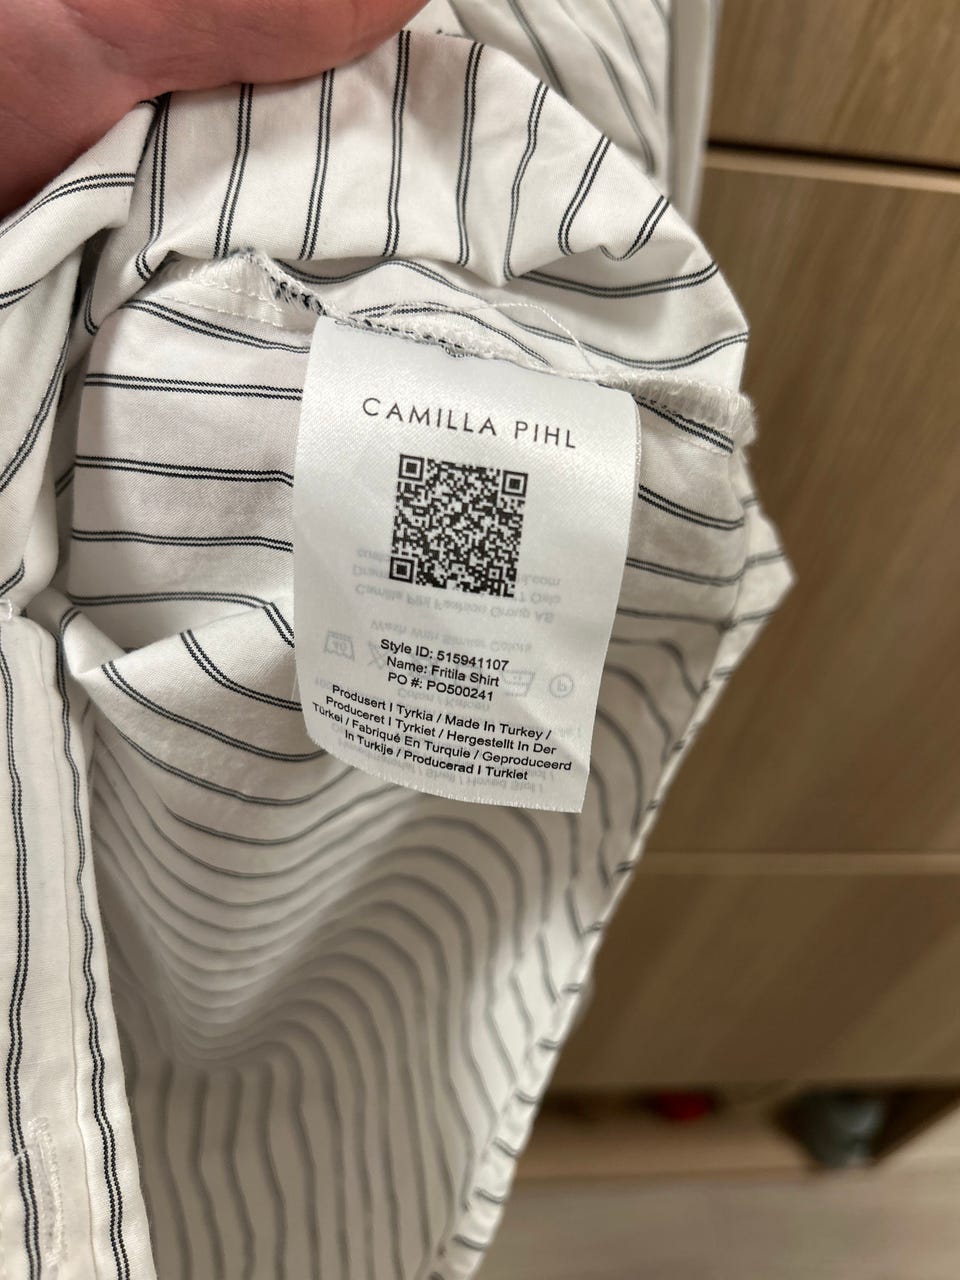 CAMILLA PIHL
Style ID: 515941107
Name: Fritila Shirt
PO #: PO500241
Produsert I Tyrkia / Made In Turkey /
Produceret I Tyrkiet / Hergestellt In Der
Türkei / Fabriqué En Turquie / Geproduceerd
In Turkije / Producerad I Turkiet